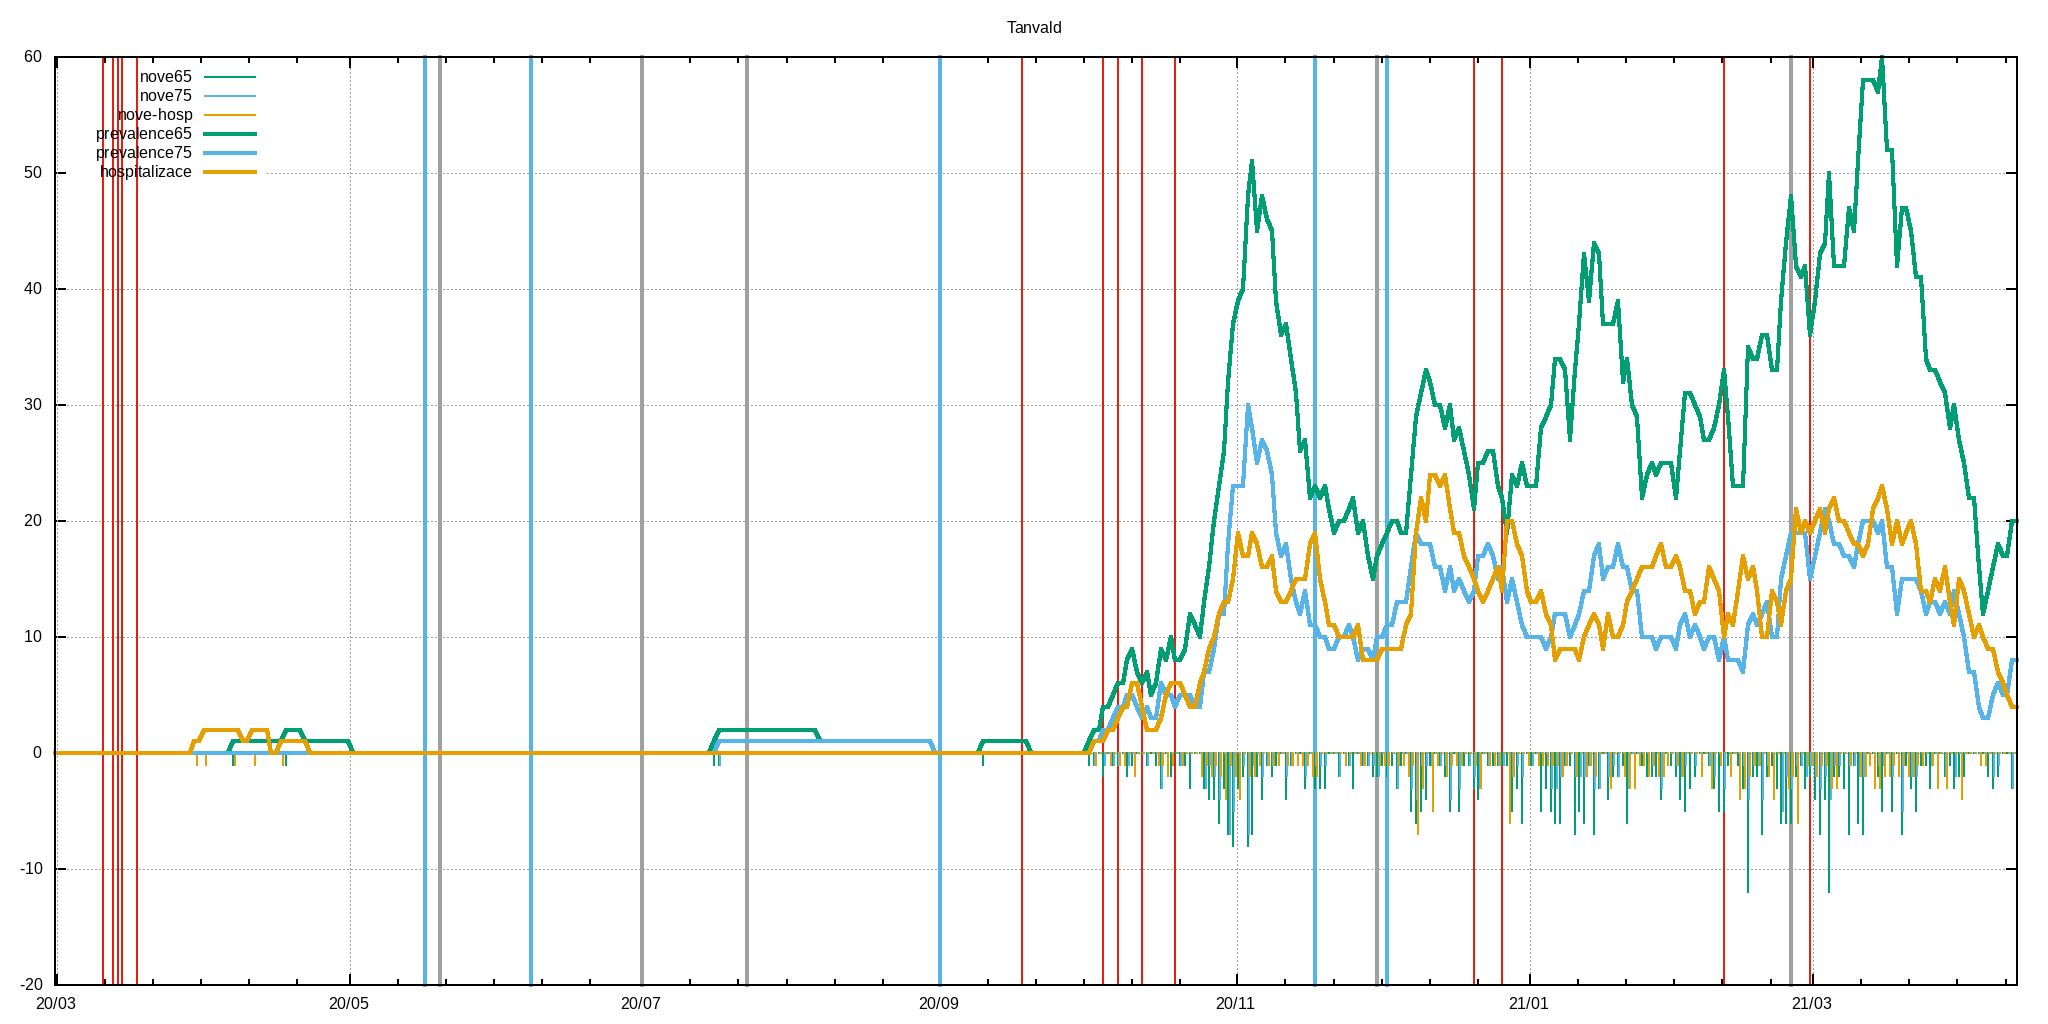 Tanvald
60
nove65
nove75
nove-hosp
prevalence65
prevalence75
hospitalizace
50
40
30
20
10
0
-10
-20
20/03 20/05 20/07 20/09 20/11 21/01 21/03